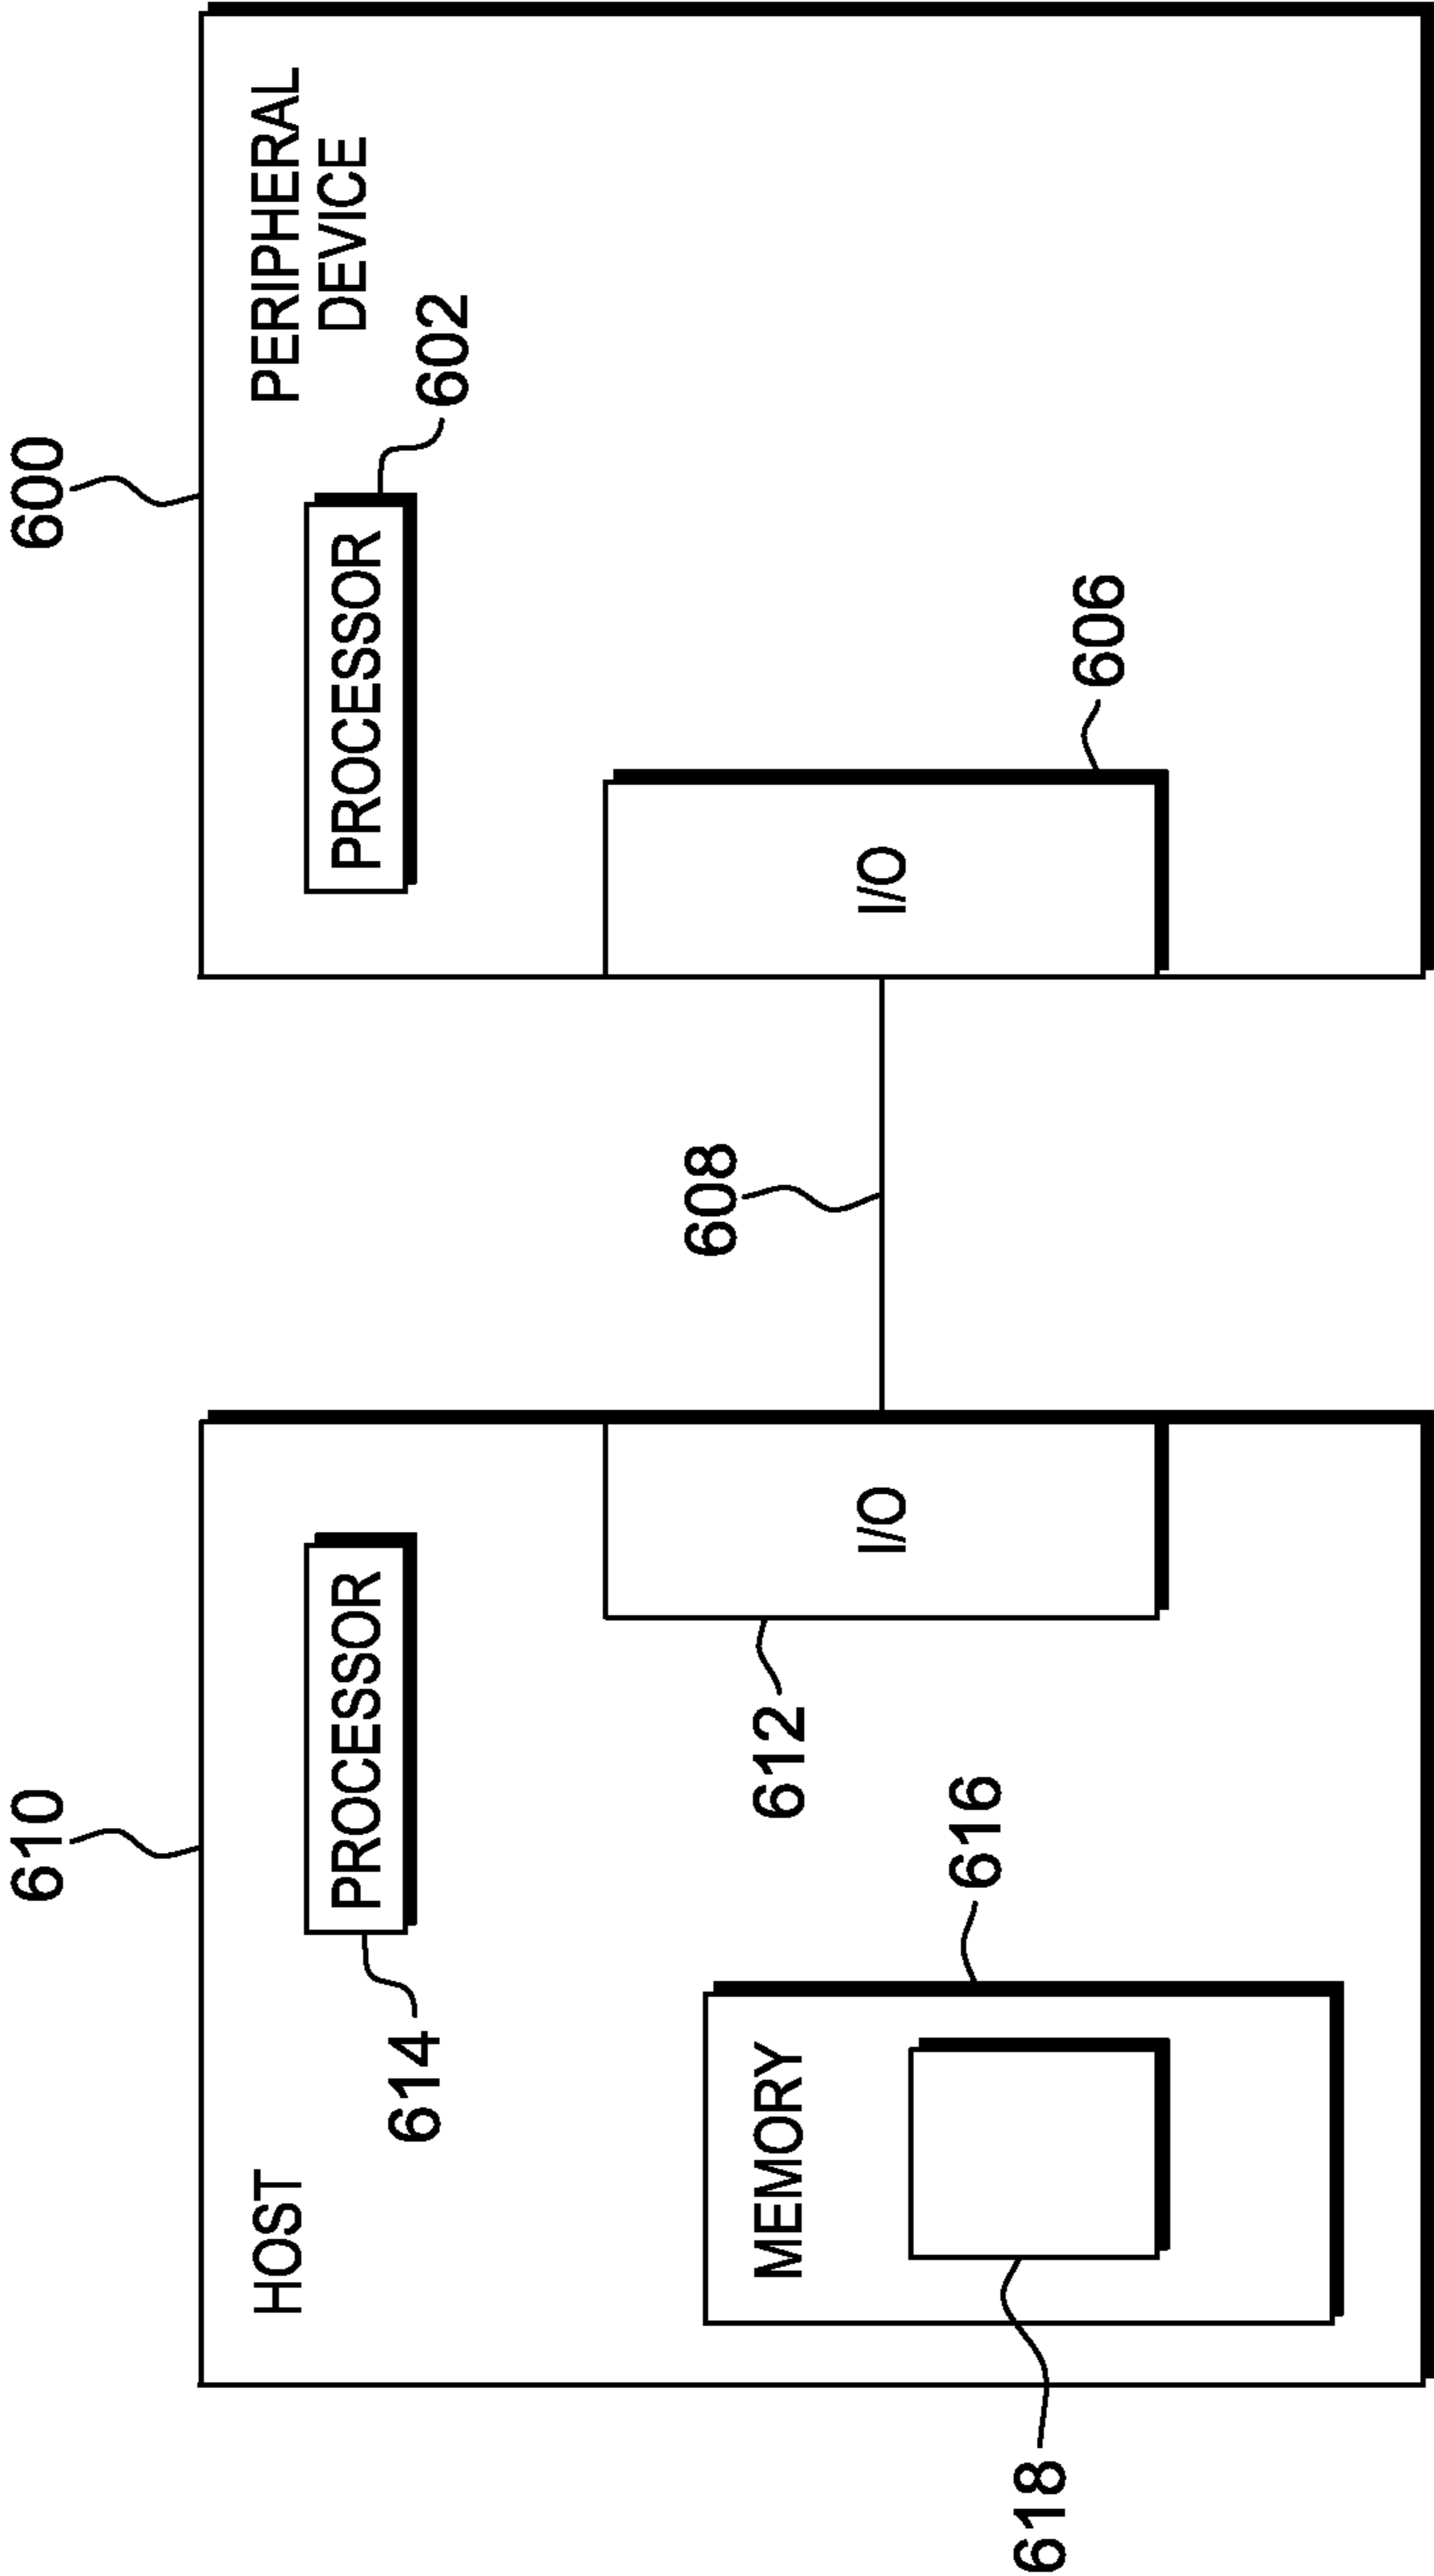 610
600
HOST
PERIPHERAL
DEVICE
PROCESSOR
PROCESSOR
614
602
608
MEMORY
612
I/O
I/O
616
606
618